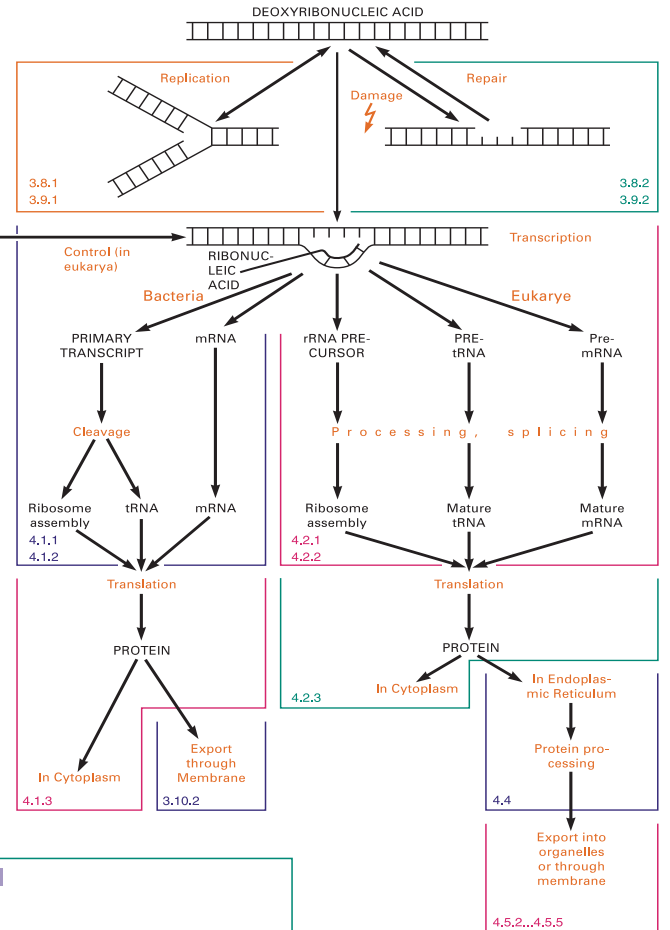 DEOXYRIBONUCLEIC ACID
Replication
Repair
Damage
3.8.1
3.9.1
3.8.2
3.9.2
Control (in
eukarya)
RIBONUC-
LEIC
ACID
Transcription
Bacteria
Eukarye
PRIMARY
TRANSCRIPT
mRNA
rRNA PRE-
CURSOR
PRE-
tRNA
Pre-
mRNA
Cleavage
Processing, splicing
Ribosome
assembly
tRNA
mRNA
Ribosome
assembly
Mature
tRNA
Mature
mRNA
4.1.1
4.1.2
4.2.1
4.2.2
Translation
Translation
PROTEIN
PROTEIN
In Cytoplasm
In Endoplas-
mic Reticulum
4.2.3
Export
through
Membrane
In Cytoplasm
Protein pro-
cessing
4.1.3
3.10.2
4.4
Export into
organelles
or through
membrane
4.5.2...4.5.5